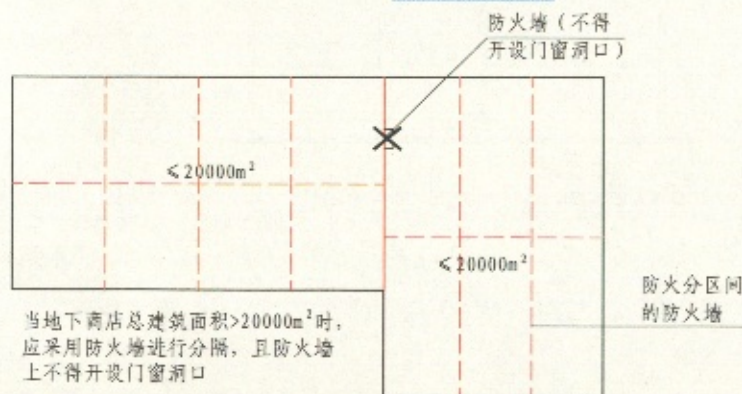 防火墙(不得
开设门窗洞口)
≤20000m²
≤20000m²
防火分区间
的防火墙
当地下商店总建筑面积>20000m²时,
应采用防火墙进行分隔,且防火墙
上不得开设门窗洞口